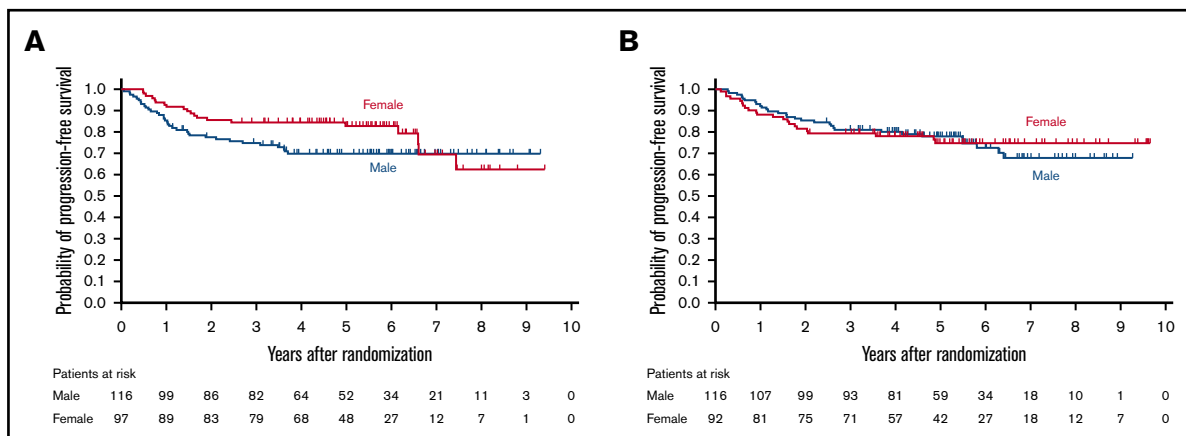 A
Probability of progression-free survival
1.0
0.9
0.8
0.7
0.6
0.5
0.4
0.3
0.2
0.1
0.0
Female
Male
0 1 2 3 4 5 6 7 8 9 10
Years after randomization
Patients at risk
Male 116 99 86 82 64 52 34 21 11 3 0
Female 97 89 83 79 68 48 27 12 7 1 0
B
Probability of progression-free survival
1.0
0.9
0.8
0.7
0.6
0.5
0.4
0.3
0.2
0.1
0.0
Female
Male
0 1 2 3 4 5 6 7 8 9 10
Years after randomization
Patients at risk
Male 116 107 99 93 81 59 34 18 10 1 0
Female 92 81 75 71 57 42 27 18 12 7 0